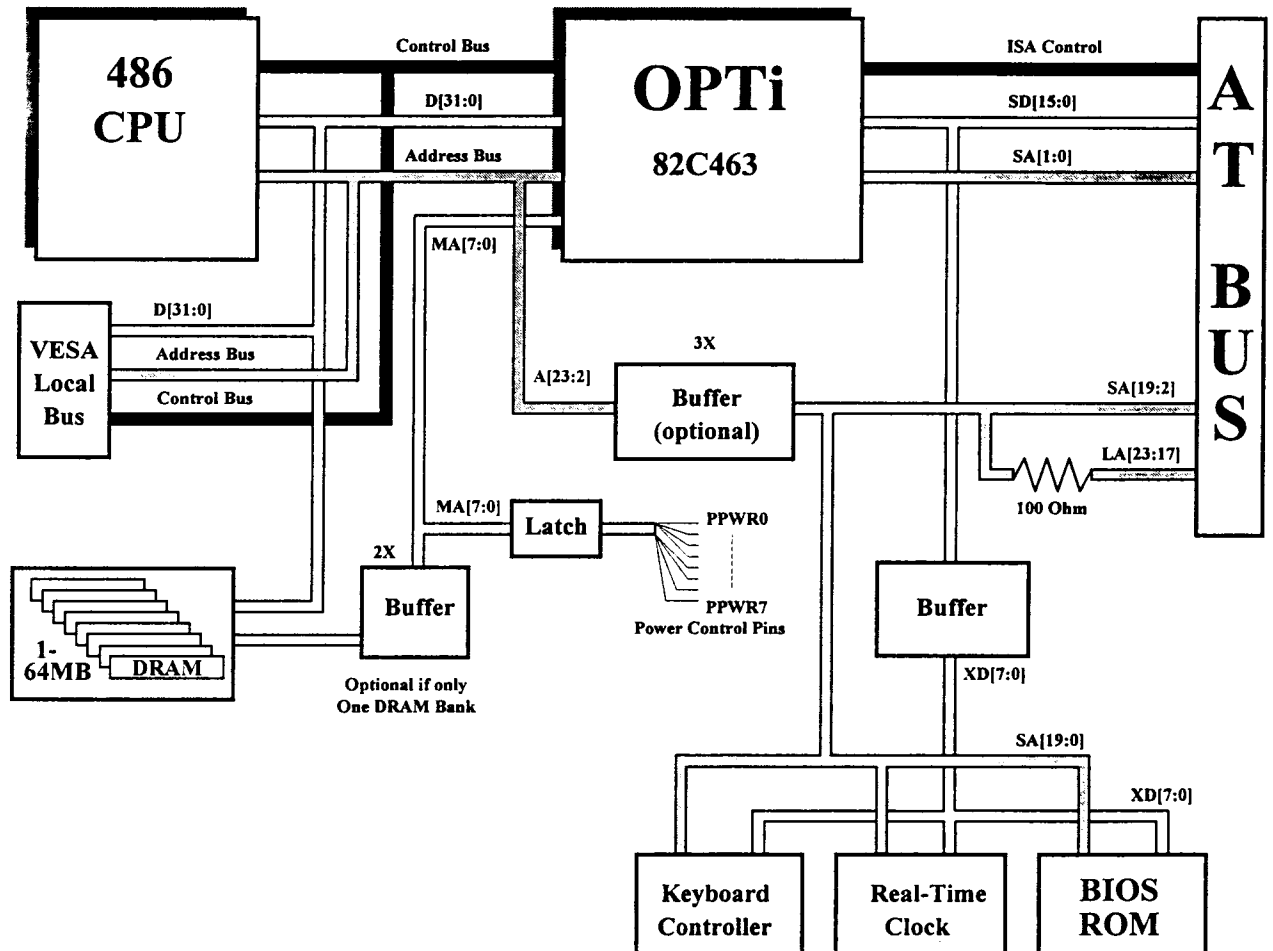 486
CPU
Control Bus
D[31:0]
Address Bus
MA[7:0]
OPTi
82C463
ISA Control
SD[15:0]
SA[1:0]
AT BUS
VESA
Local
Bus
D[31:0]
Address Bus
Control Bus
A[23:2]
3X
Buffer
(optional)
SA[19:2]
LA[23:17]
100 Ohm
MA[7:0]
Latch
PPWR0
PPWR7
Power Control Pins
2X
Buffer
Optional if only
One DRAM Bank
1-
64MB
DRAM
Buffer
XD[7:0]
SA[19:0]
XD[7:0]
Keyboard
Controller
Real-Time
Clock
BIOS
ROM